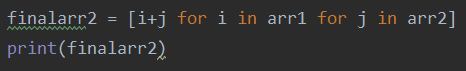 finalarr2 = [i+j for i in arr1 for j in arr2]
print(finalarr2)